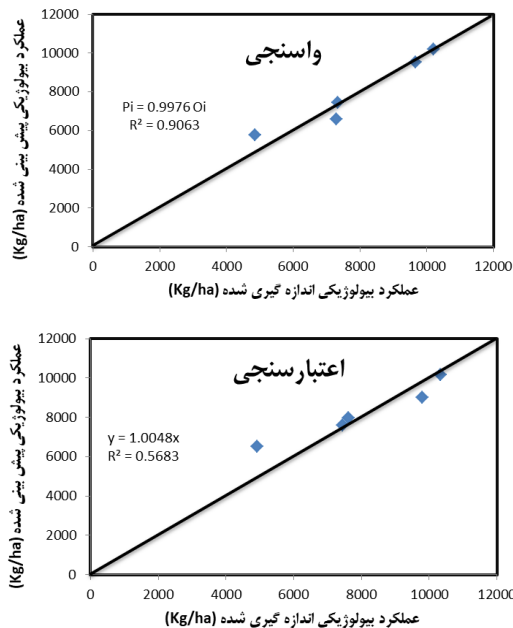 واسنجی
Pi = 0.9976 Oi
R² = 0.9063
12000
10000
8000
6000
4000
2000
0
0 2000 4000 6000 8000 10000 12000
عملکرد بیولوژیکی پیش بینی شده (Kg/ha)
عملکرد بیولوژیکی اندازه گیری شده (Kg/ha)
اعتبارسنجی
y = 1.0048x
R² = 0.5683
12000
10000
8000
6000
4000
2000
0
0 2000 4000 6000 8000 10000 12000
عملکرد بیولوژیکی پیش بینی شده (Kg/ha)
عملکرد بیولوژیکی اندازه گیری شده (Kg/ha)